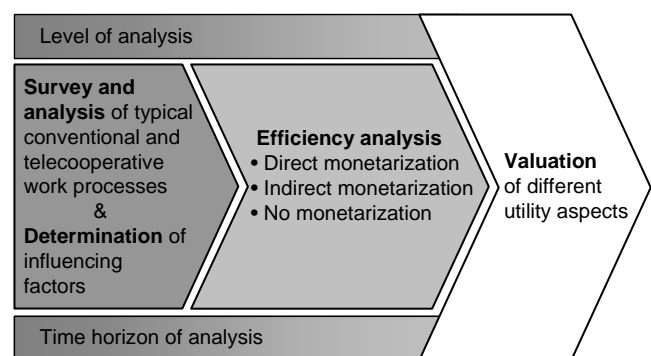 Level of analysis
Survey and
analysis of typical
conventional and
telecooperative
work processes
&
Determination of
influencing
factors
Efficiency analysis
• Direct monetarization
• Indirect monetarization
• No monetarization
Valuation
of different
utility aspects
Time horizon of analysis